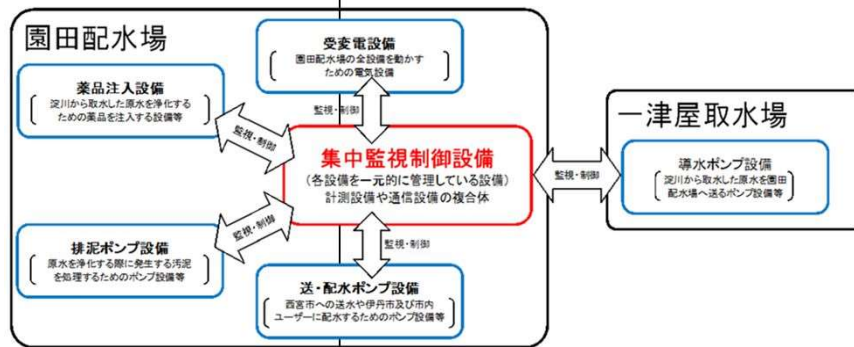 園田配水場
受変電設備
園田配水場の全設備を動かす
ための電気設備
薬品注入設備
淀川から取水した原水を浄化する
ための薬品を注入する設備等
監視・制御
監視・制御
集中監視制御設備
(各設備を一元的に管理している設備)
計測設備や通信設備の複合体
監視・制御
一津屋取水場
導水ポンプ設備
淀川から取水した原水を園田
配水場へ送るポンプ設備等
監視・制御
監視・制御
排泥ポンプ設備
原水を浄化する際に発生する汚泥
を処理するためのポンプ設備等
送・配水ポンプ設備
西宮市への送水や伊丹市及び市内
ユーザーに配水するためのポンプ設備等